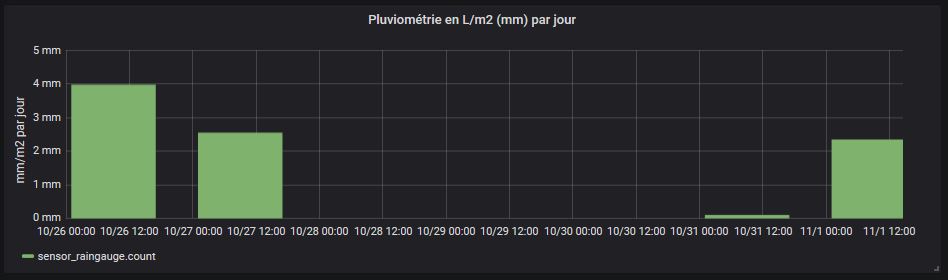 Pluviométrie en L/m2 (mm) par jour
5 mm
4 mm
3 mm
2 mm
1 mm
0 mm
mm/m2 par jour
10/26 00:00 10/26 12:00 10/27 00:00 10/27 12:00 10/28 00:00 10/28 12:00 10/29 00:00 10/29 12:00 10/30 00:00 10/30 12:00 10/31 00:00 10/31 12:00 11/1 00:00 11/1 12:00
sensor_raingauge.count